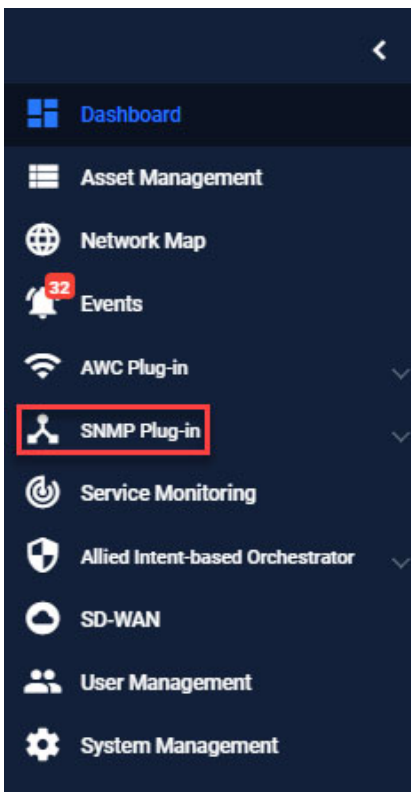 Dashboard
Asset Management
Network Map
32
Events
AWC Plug-in
SNMP Plug-in
Service Monitoring
Allied Intent-based Orchestrator
SD-WAN
User Management
System Management